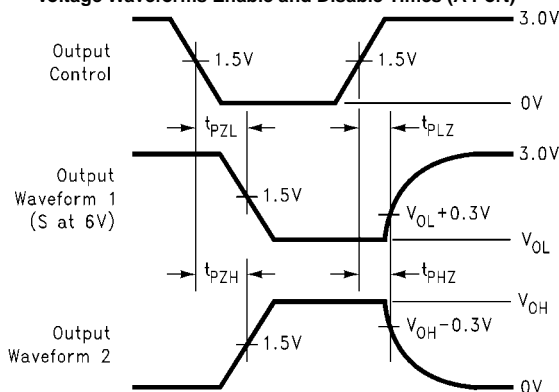 Voltage Waveforms Enable and Disable Times (A Port)
3.0V
Output
Control
1.5V
1.5V
0V
tPZL
tPLZ
3.0V
Output
Waveform 1
(S at 6V)
1.5V
VOL+0.3V
VOL
tPZH
tPHZ
VOH
Output
Waveform 2
1.5V
VOH−0.3V
0V